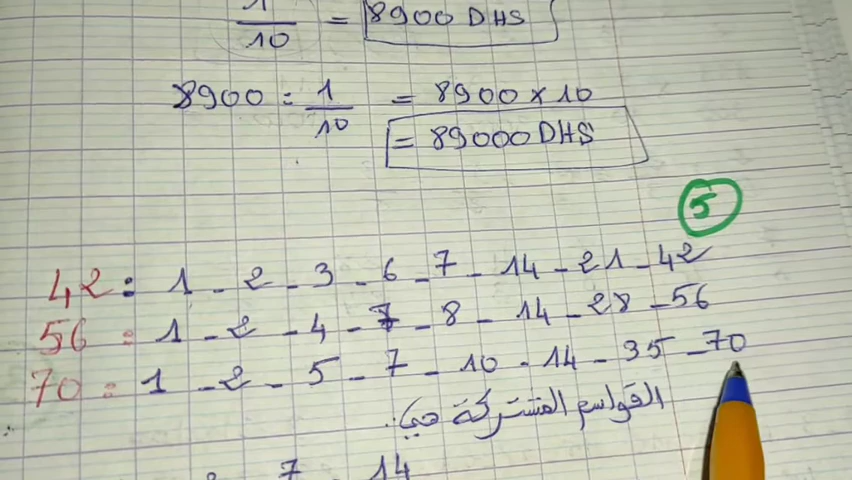 1/10 = 8900 DHS
8900 : 1/10 = 8900 x 10
= 89000 DHS
5
42 : 1 - 2 - 3 - 6 - 7 - 14 - 21 - 42
56 : 1 - 2 - 4 - 7 - 8 - 14 - 28 - 56
70 : 1 - 2 - 5 - 7 - 10 - 14 - 35 - 70
القواسم المشتركة هي:
2 7 14